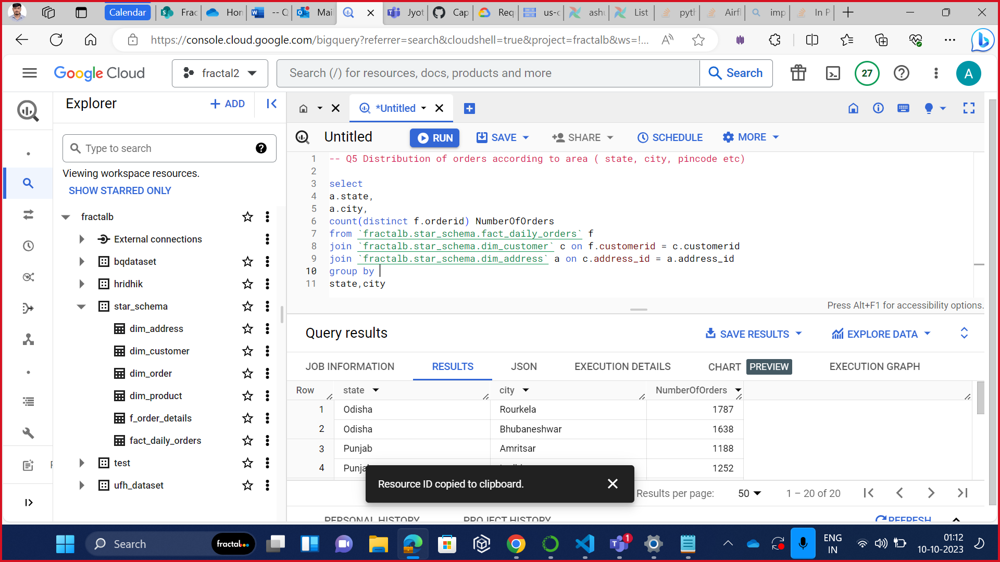 Calendar
Frac
Hon
-- Q
Mail
Jyot
Cap
Req
us-c
ashu
List
pyth
Airfl
imp
In P
https://console.cloud.google.com/bigquery?referrer=search&cloudshell=true&project=fractalb&ws=!...
Google Cloud
fractal2
Search (/) for resources, docs, products and more
Search
27
A
Explorer
ADD
*Untitled
Untitled
RUN
SAVE
SHARE
SCHEDULE
MORE
Type to search
Viewing workspace resources.
SHOW STARRED ONLY
fractalb
External connections
bqdataset
hridhik
star_schema
dim_address
dim_customer
dim_order
dim_product
f_order_details
fact_daily_orders
test
ufh_dataset
1 -- Q5 Distribution of orders according to area ( state, city, pincode etc)
2
3 select
4 a.state,
5 a.city,
6 count(distinct f.orderid) NumberOfOrders
7 from `fractalb.star_schema.fact_daily_orders` f
8 join `fractalb.star_schema.dim_customer` c on f.customerid = c.customerid
9 join `fractalb.star_schema.dim_address` a on c.address_id = a.address_id
10 group by
11 state,city
Press Alt+F1 for accessibility options.
Query results
SAVE RESULTS
EXPLORE DATA
JOB INFORMATION
RESULTS
JSON
EXECUTION DETAILS
CHART PREVIEW
EXECUTION GRAPH
Row state city NumberOfOrders
1 Odisha Rourkela 1787
2 Odisha Bhubaneshwar 1638
3 Punjab Amritsar 1188
4 Punja 1252
Resource ID copied to clipboard.
Results per page: 50 1 – 20 of 20
PERSONAL HISTORY
PROJECT HISTORY
REFRESH
Search
fractal
1
ENG
IN
01:12
10-10-2023